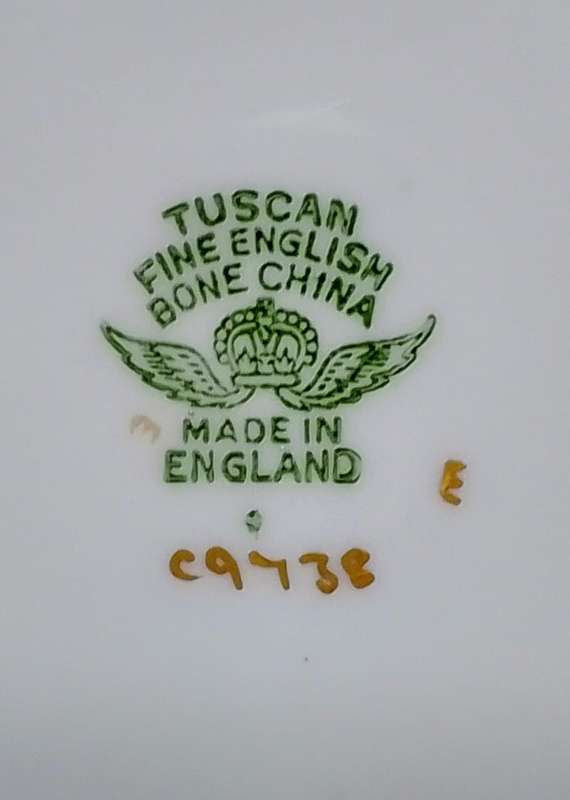 TUSCAN
FINE ENGLISH
BONE CHINA
MADE IN
ENGLAND
E
C9738